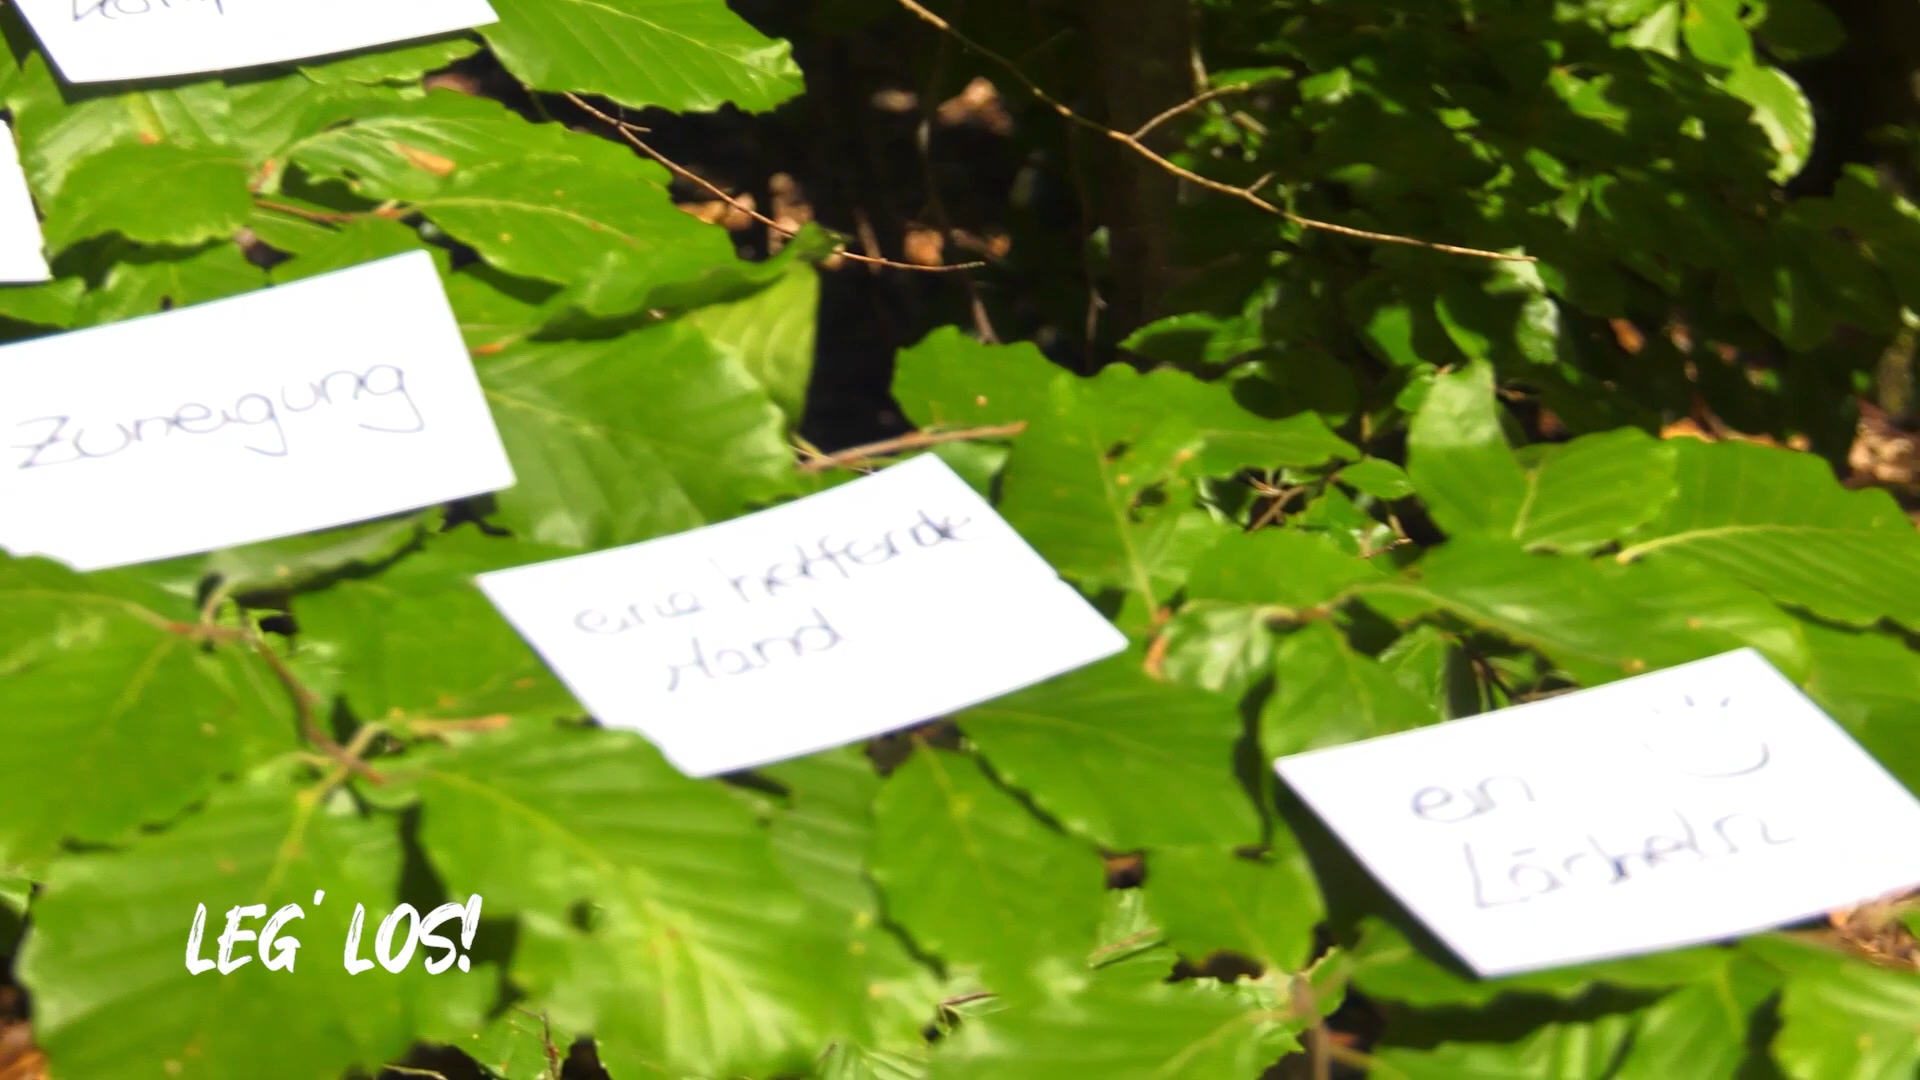 Zuneigung
eine helfende
Hand
ein
Lächeln
LEG' LOS!